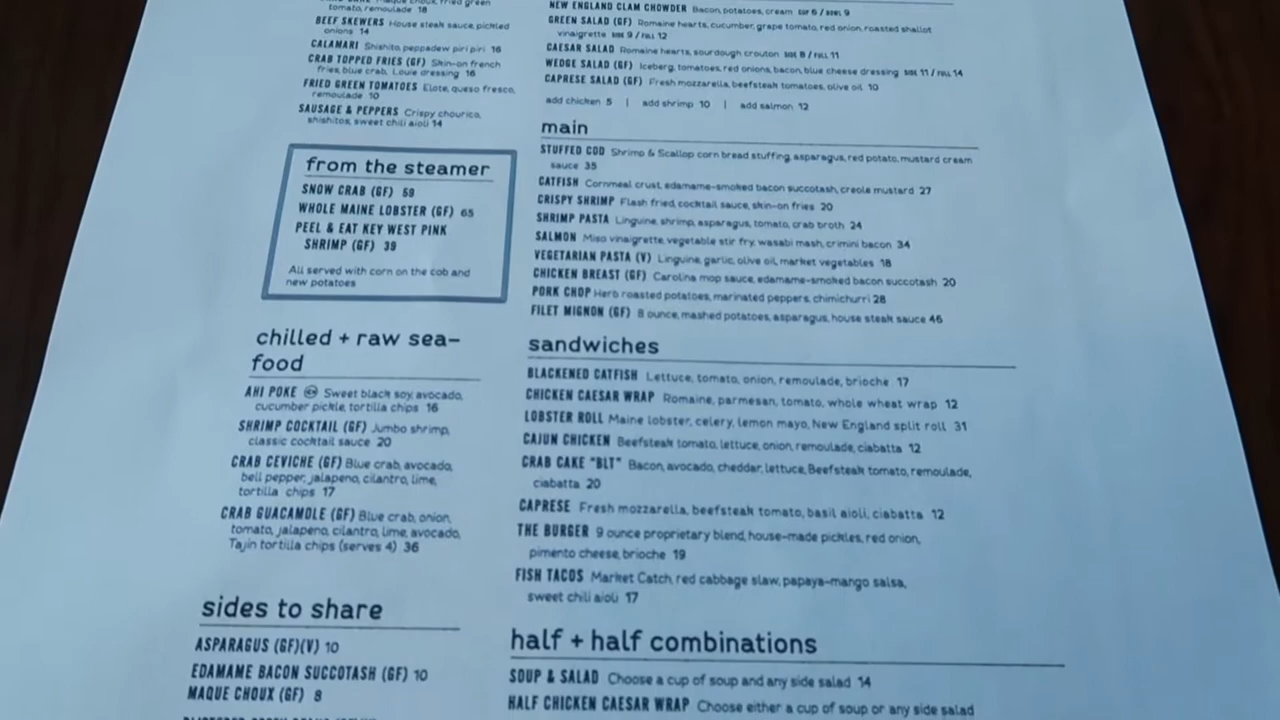 tomato, remoulade 18
BEEF SKEWERS House steak sauce, pickled
onions 14
CALAMARI Shishito, peppadew piri piri 16
CRAB TOPPED FRIES (GF) Skin-on french
fries, blue crab, Louie dressing 16
FRIED GREEN TOMATOES Elote, queso fresco,
remoulade 10
SAUSAGE & PEPPERS Crispy chourico,
shishitos, sweet chili aioli 14
from the steamer
SNOW CRAB (GF) 59
WHOLE MAINE LOBSTER (GF) 65
PEEL & EAT KEY WEST PINK
SHRIMP (GF) 39
All served with corn on the cob and
new potatoes
chilled + raw sea-
food
AHI POKE Sweet black soy, avocado,
cucumber pickle, tortilla chips 16
SHRIMP COCKTAIL (GF) Jumbo shrimp,
classic cocktail sauce 20
CRAB CEVICHE (GF) Blue crab, avocado,
bell pepper, jalapeno, cilantro, lime,
tortilla chips 17
CRAB GUACAMOLE (GF) Blue crab, onion,
tomato, jalapeno, cilantro, lime, avocado,
Tajin tortilla chips (serves 4) 36
sides to share
ASPARAGUS (GF)(V) 10
EDAMAME BACON SUCCOTASH (GF) 10
MAQUE CHOUX (GF) 8
NEW ENGLAND CLAM CHOWDER Bacon, potatoes, cream CUP 6 / BOWL 9
GREEN SALAD (GF) Romaine hearts, cucumber, grape tomato, red onion, roasted shallot
vinaigrette SIDE 9 / FULL 12
CAESAR SALAD Romaine hearts, sourdough crouton SIDE 8 / FULL 11
WEDGE SALAD (GF) Iceberg, tomatoes, red onions, bacon, blue cheese dressing SIDE 11 / FULL 14
CAPRESE SALAD (GF) Fresh mozzarella, beefsteak tomatoes, olive oil 10
add chicken 5 | add shrimp 10 | add salmon 12
main
STUFFED COD Shrimp & Scallop corn bread stuffing, asparagus, red potato, mustard cream
sauce 35
CATFISH Cornmeal crust, edamame-smoked bacon succotash, creole mustard 27
CRISPY SHRIMP Flash fried, cocktail sauce, skin-on fries 20
SHRIMP PASTA Linguine, shrimp, asparagus, tomato, crab broth 24
SALMON Miso vinaigrette, vegetable stir fry, wasabi mash, crimini bacon 34
VEGETARIAN PASTA (V) Linguine, garlic, olive oil, market vegetables 18
CHICKEN BREAST (GF) Carolina mop sauce, edamame-smoked bacon succotash 20
PORK CHOP Herb roasted potatoes, marinated peppers, chimichurri 28
FILET MIGNON (GF) 8 ounce, mashed potatoes, asparagus, house steak sauce 46
sandwiches
BLACKENED CATFISH Lettuce, tomato, onion, remoulade, brioche 17
CHICKEN CAESAR WRAP Romaine, parmesan, tomato, whole wheat wrap 12
LOBSTER ROLL Maine lobster, celery, lemon mayo, New England split roll 31
CAJUN CHICKEN Beefsteak tomato, lettuce, onion, remoulade, ciabatta 12
CRAB CAKE "BLT" Bacon, avocado, cheddar, lettuce, Beefsteak tomato, remoulade,
ciabatta 20
CAPRESE Fresh mozzarella, beefsteak tomato, basil aioli, ciabatta 12
THE BURGER 9 ounce proprietary blend, house-made pickles, red onion,
pimento cheese, brioche 19
FISH TACOS Market Catch, red cabbage slaw, papaya-mango salsa,
sweet chili aioli 17
half + half combinations
SOUP & SALAD Choose a cup of soup and any side salad 14
HALF CHICKEN CAESAR WRAP Choose either a cup of soup or any side salad